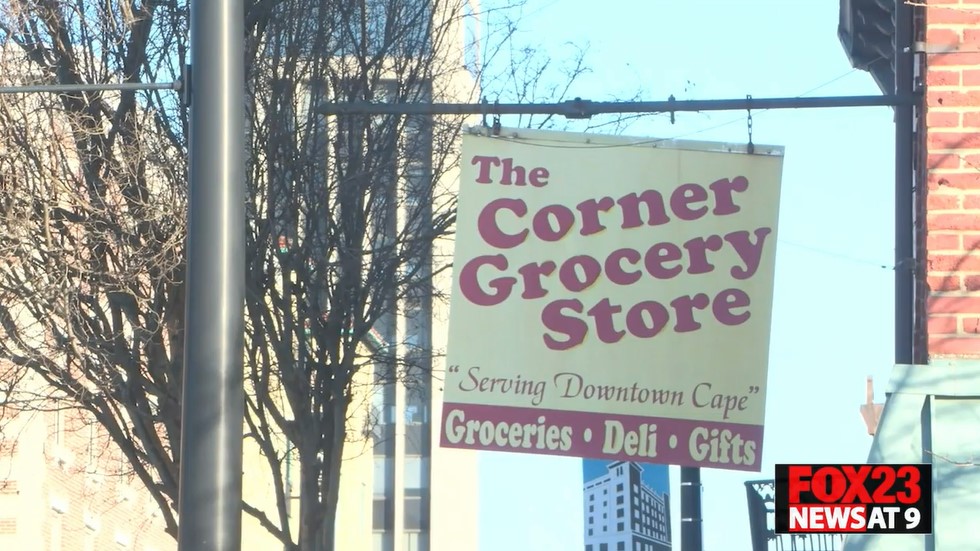 The
Corner
Grocery
Store
“Serving Downtown Cape”
Groceries • Deli • Gifts
FOX23
NEWS AT 9